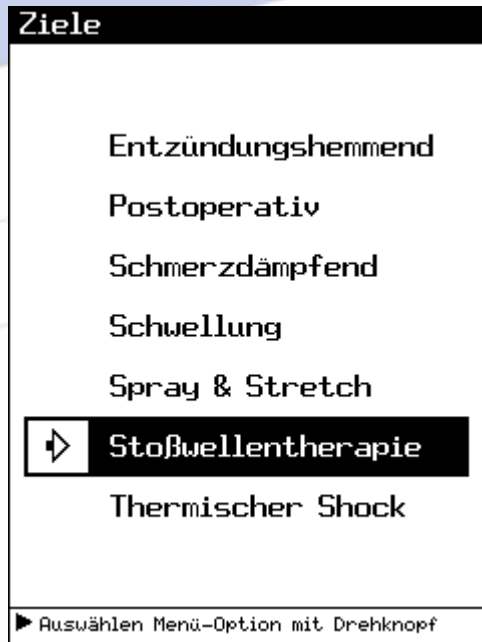 Ziele
Entzündungshemmend
Postoperativ
Schmerzdämpfend
Schwellung
Spray & Stretch
Stoßwellentherapie
Thermischer Shock
Auswählen Menü-Option mit Drehknopf